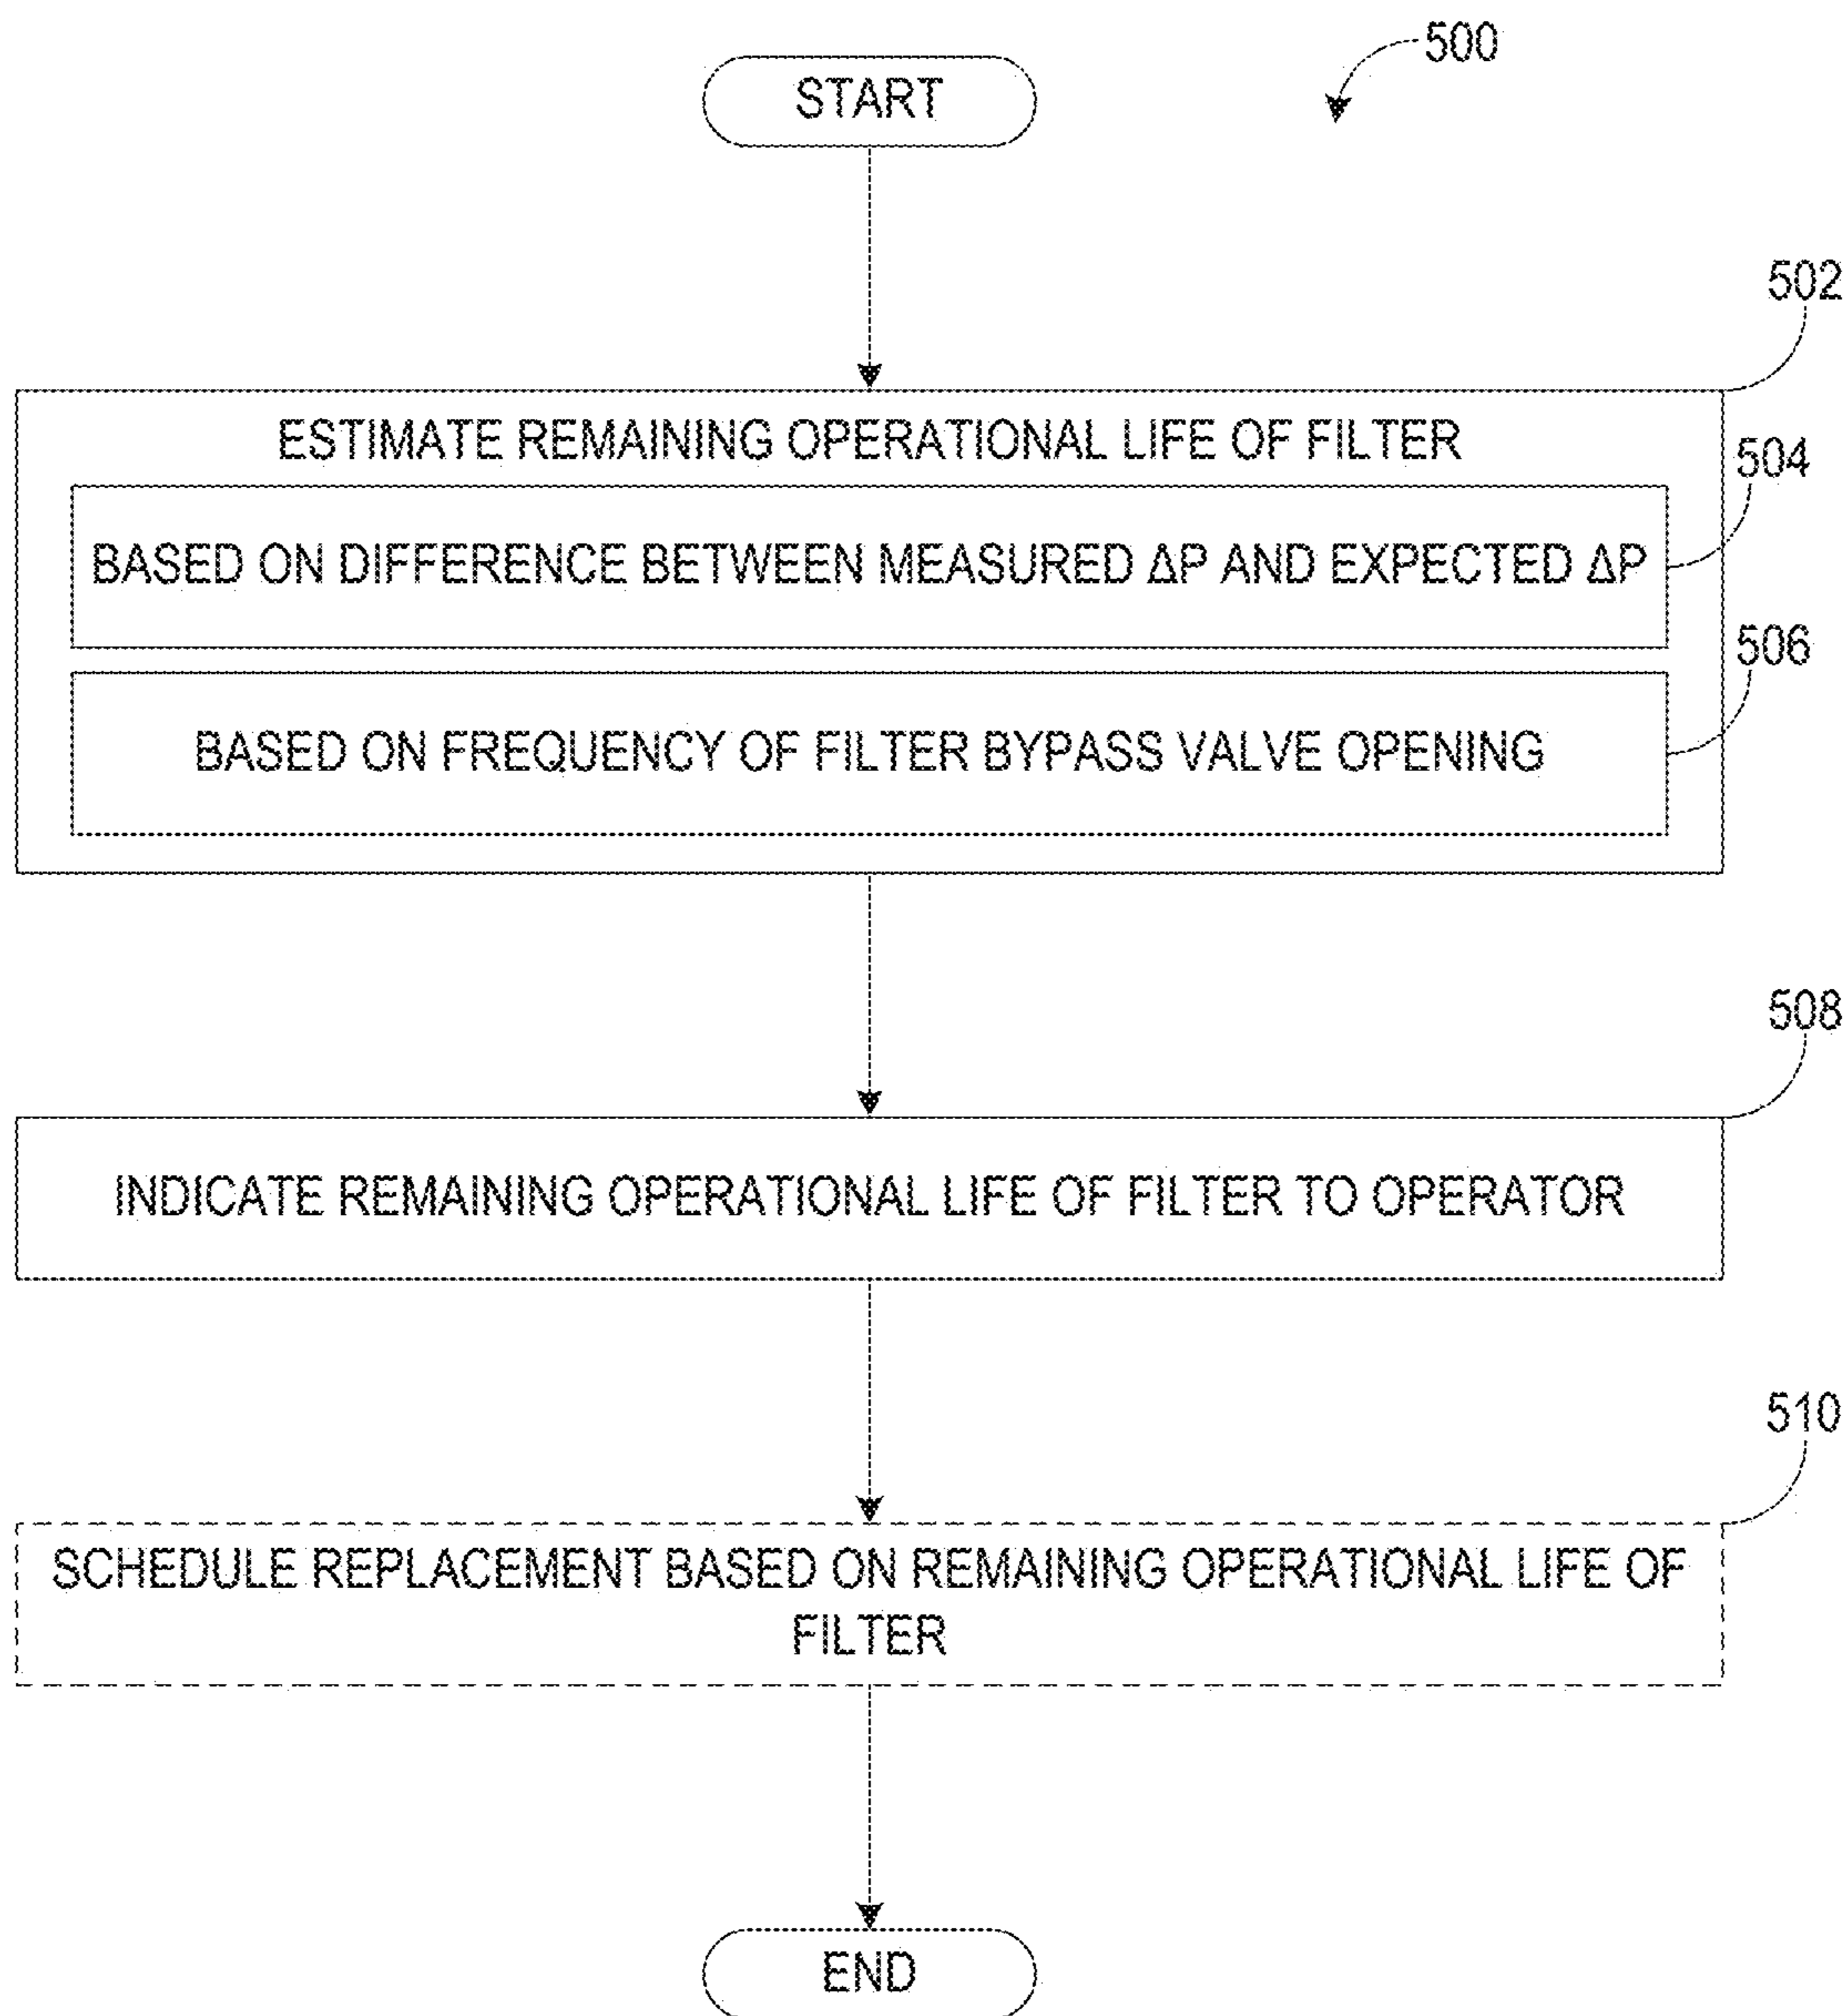 START
500
502
ESTIMATE REMAINING OPERATIONAL LIFE OF FILTER
504
BASED ON DIFFERENCE BETWEEN MEASURED ΔP AND EXPECTED ΔP
506
BASED ON FREQUENCY OF FILTER BYPASS VALVE OPENING
508
INDICATE REMAINING OPERATIONAL LIFE OF FILTER TO OPERATOR
510
SCHEDULE REPLACEMENT BASED ON REMAINING OPERATIONAL LIFE OF
FILTER
END